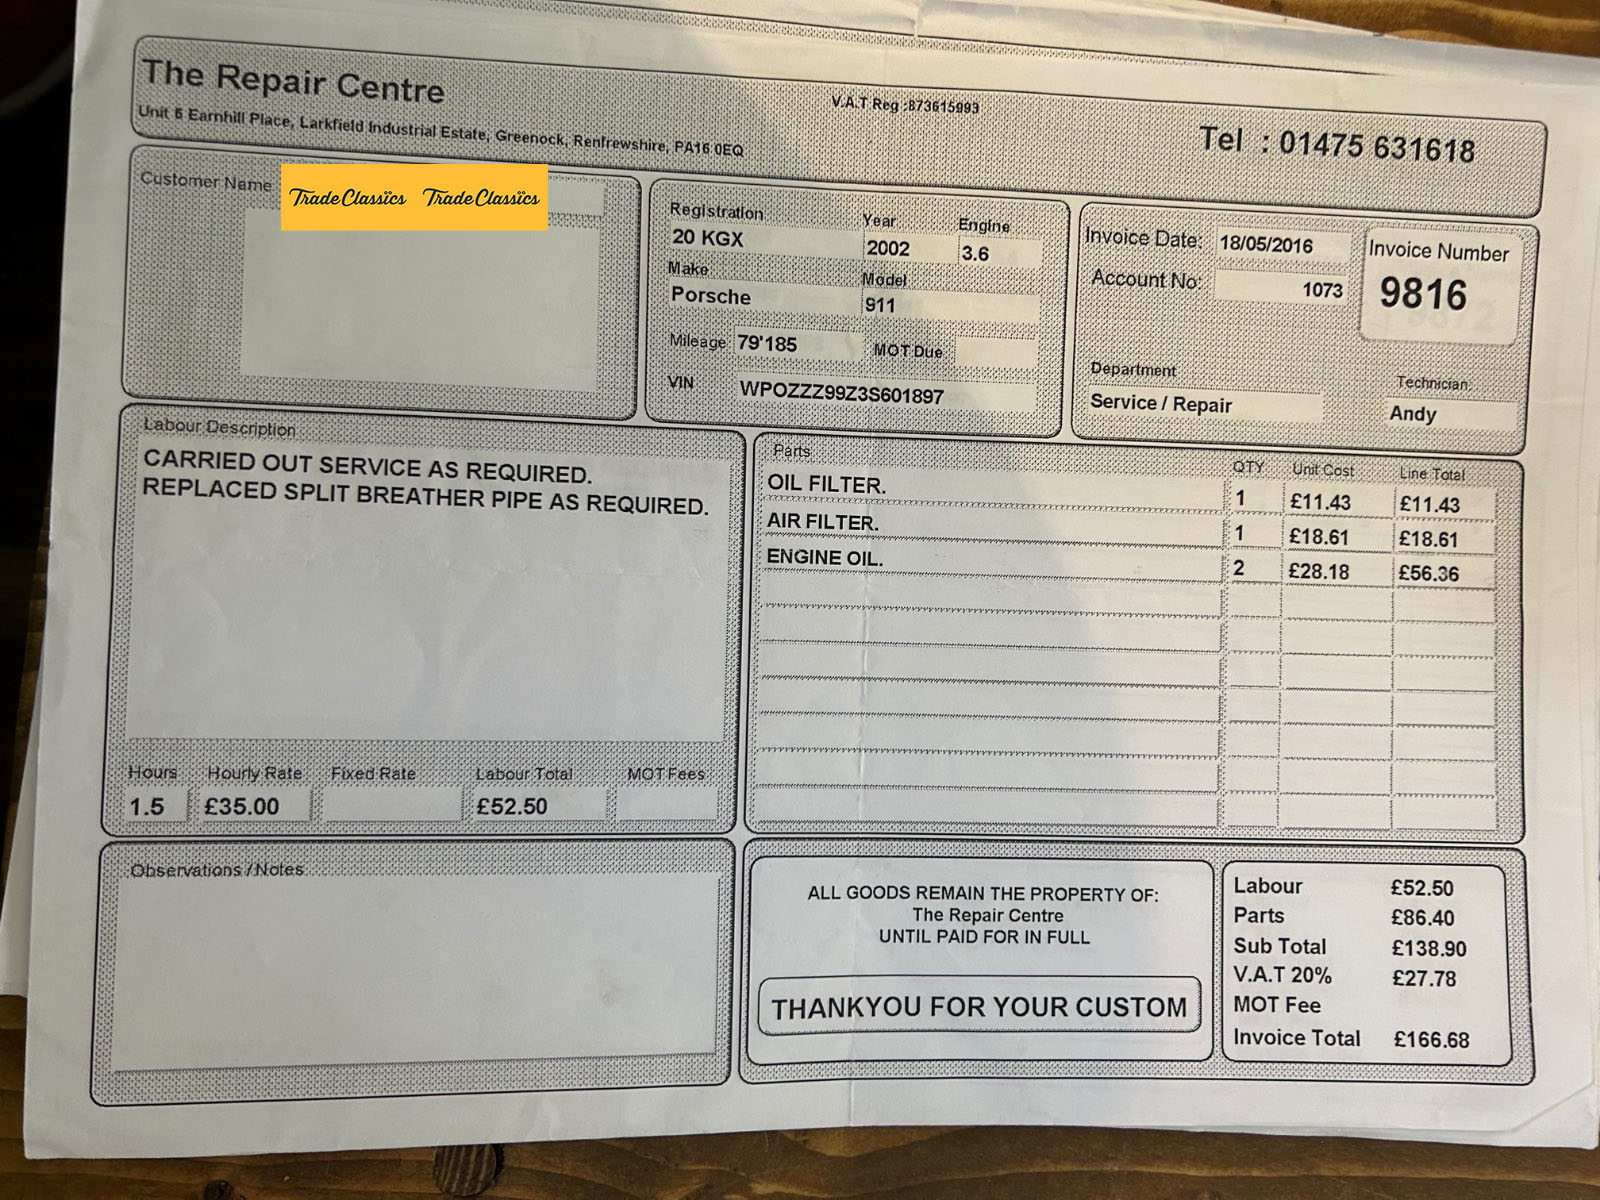 The Repair Centre
Unit 5 Earnhill Place, Larkfield Industrial Estate, Greenock, Renfrewshire, PA16 0EQ
V.A.T Reg :873615993
Tel : 01475 631618
Customer Name
TradeClassics TradeClassics
Registration Year Engine
20 KGX 2002 3.6
Make Model
Porsche 911
Mileage 79'185 MOT Due
VIN WPOZZZ99Z3S601897
Invoice Date: 18/05/2016
Account No: 1073
Invoice Number
9816
Department Technician
Service / Repair Andy
Labour Description
CARRIED OUT SERVICE AS REQUIRED.
REPLACED SPLIT BREATHER PIPE AS REQUIRED.
Hours Hourly Rate Fixed Rate Labour Total MOT Fees
1.5 £35.00 £52.50
Parts QTY Unit Cost Line Total
OIL FILTER. 1 £11.43 £11.43
AIR FILTER. 1 £18.61 £18.61
ENGINE OIL. 2 £28.18 £56.36
Observations / Notes
ALL GOODS REMAIN THE PROPERTY OF:
The Repair Centre
UNTIL PAID FOR IN FULL
THANKYOU FOR YOUR CUSTOM
Labour £52.50
Parts £86.40
Sub Total £138.90
V.A.T 20% £27.78
MOT Fee
Invoice Total £166.68